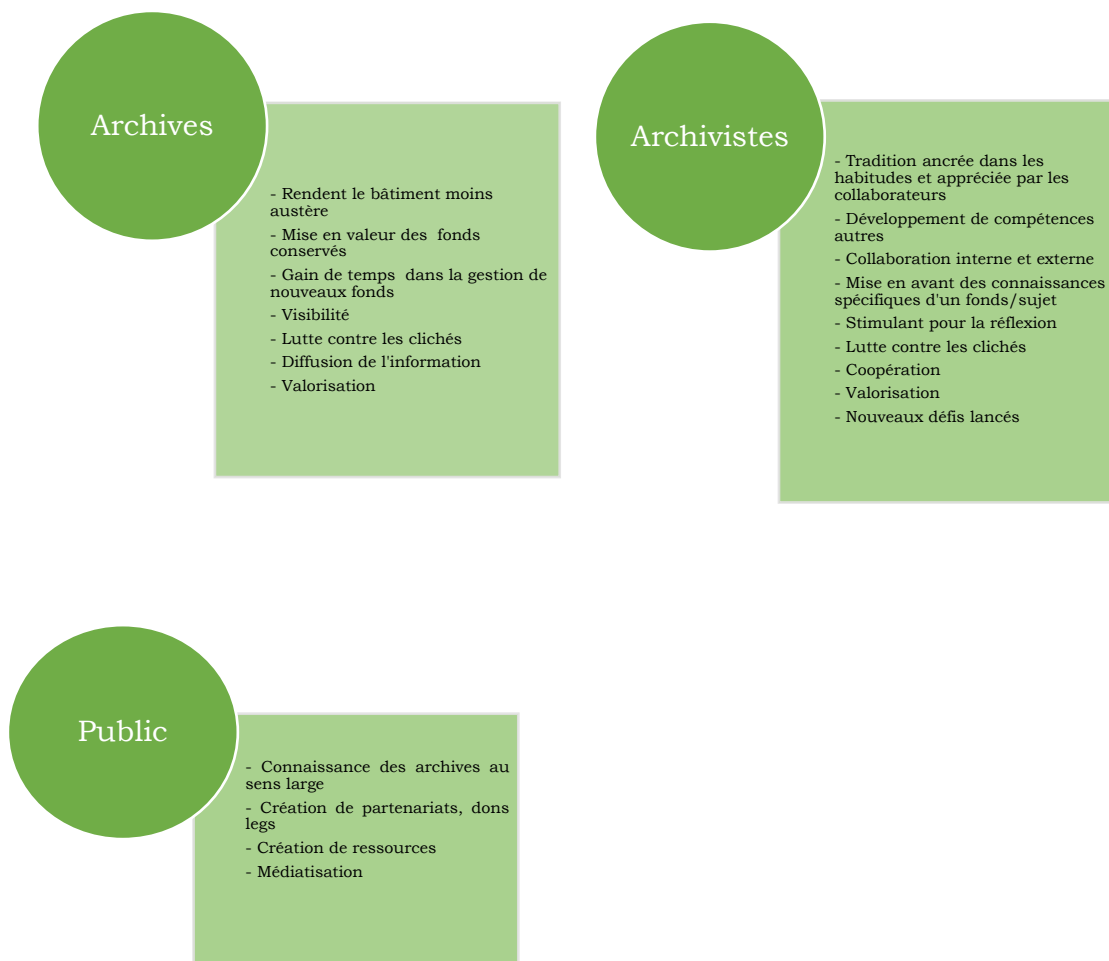 Archives
- Rendent le bâtiment moins
austère
- Mise en valeur des fonds
conservés
- Gain de temps dans la gestion de
nouveaux fonds
- Visibilité
- Lutte contre les clichés
- Diffusion de l'information
- Valorisation
Archivistes
- Tradition ancrée dans les
habitudes et appréciée par les
collaborateurs
- Développement de compétences
autres
- Collaboration interne et externe
- Mise en avant des connaissances
spécifiques d'un fonds/sujet
- Stimulant pour la réflexion
- Lutte contre les clichés
- Coopération
- Valorisation
- Nouveaux défis lancés
Public
- Connaissance des archives au
sens large
- Création de partenariats, dons
legs
- Création de ressources
- Médiatisation